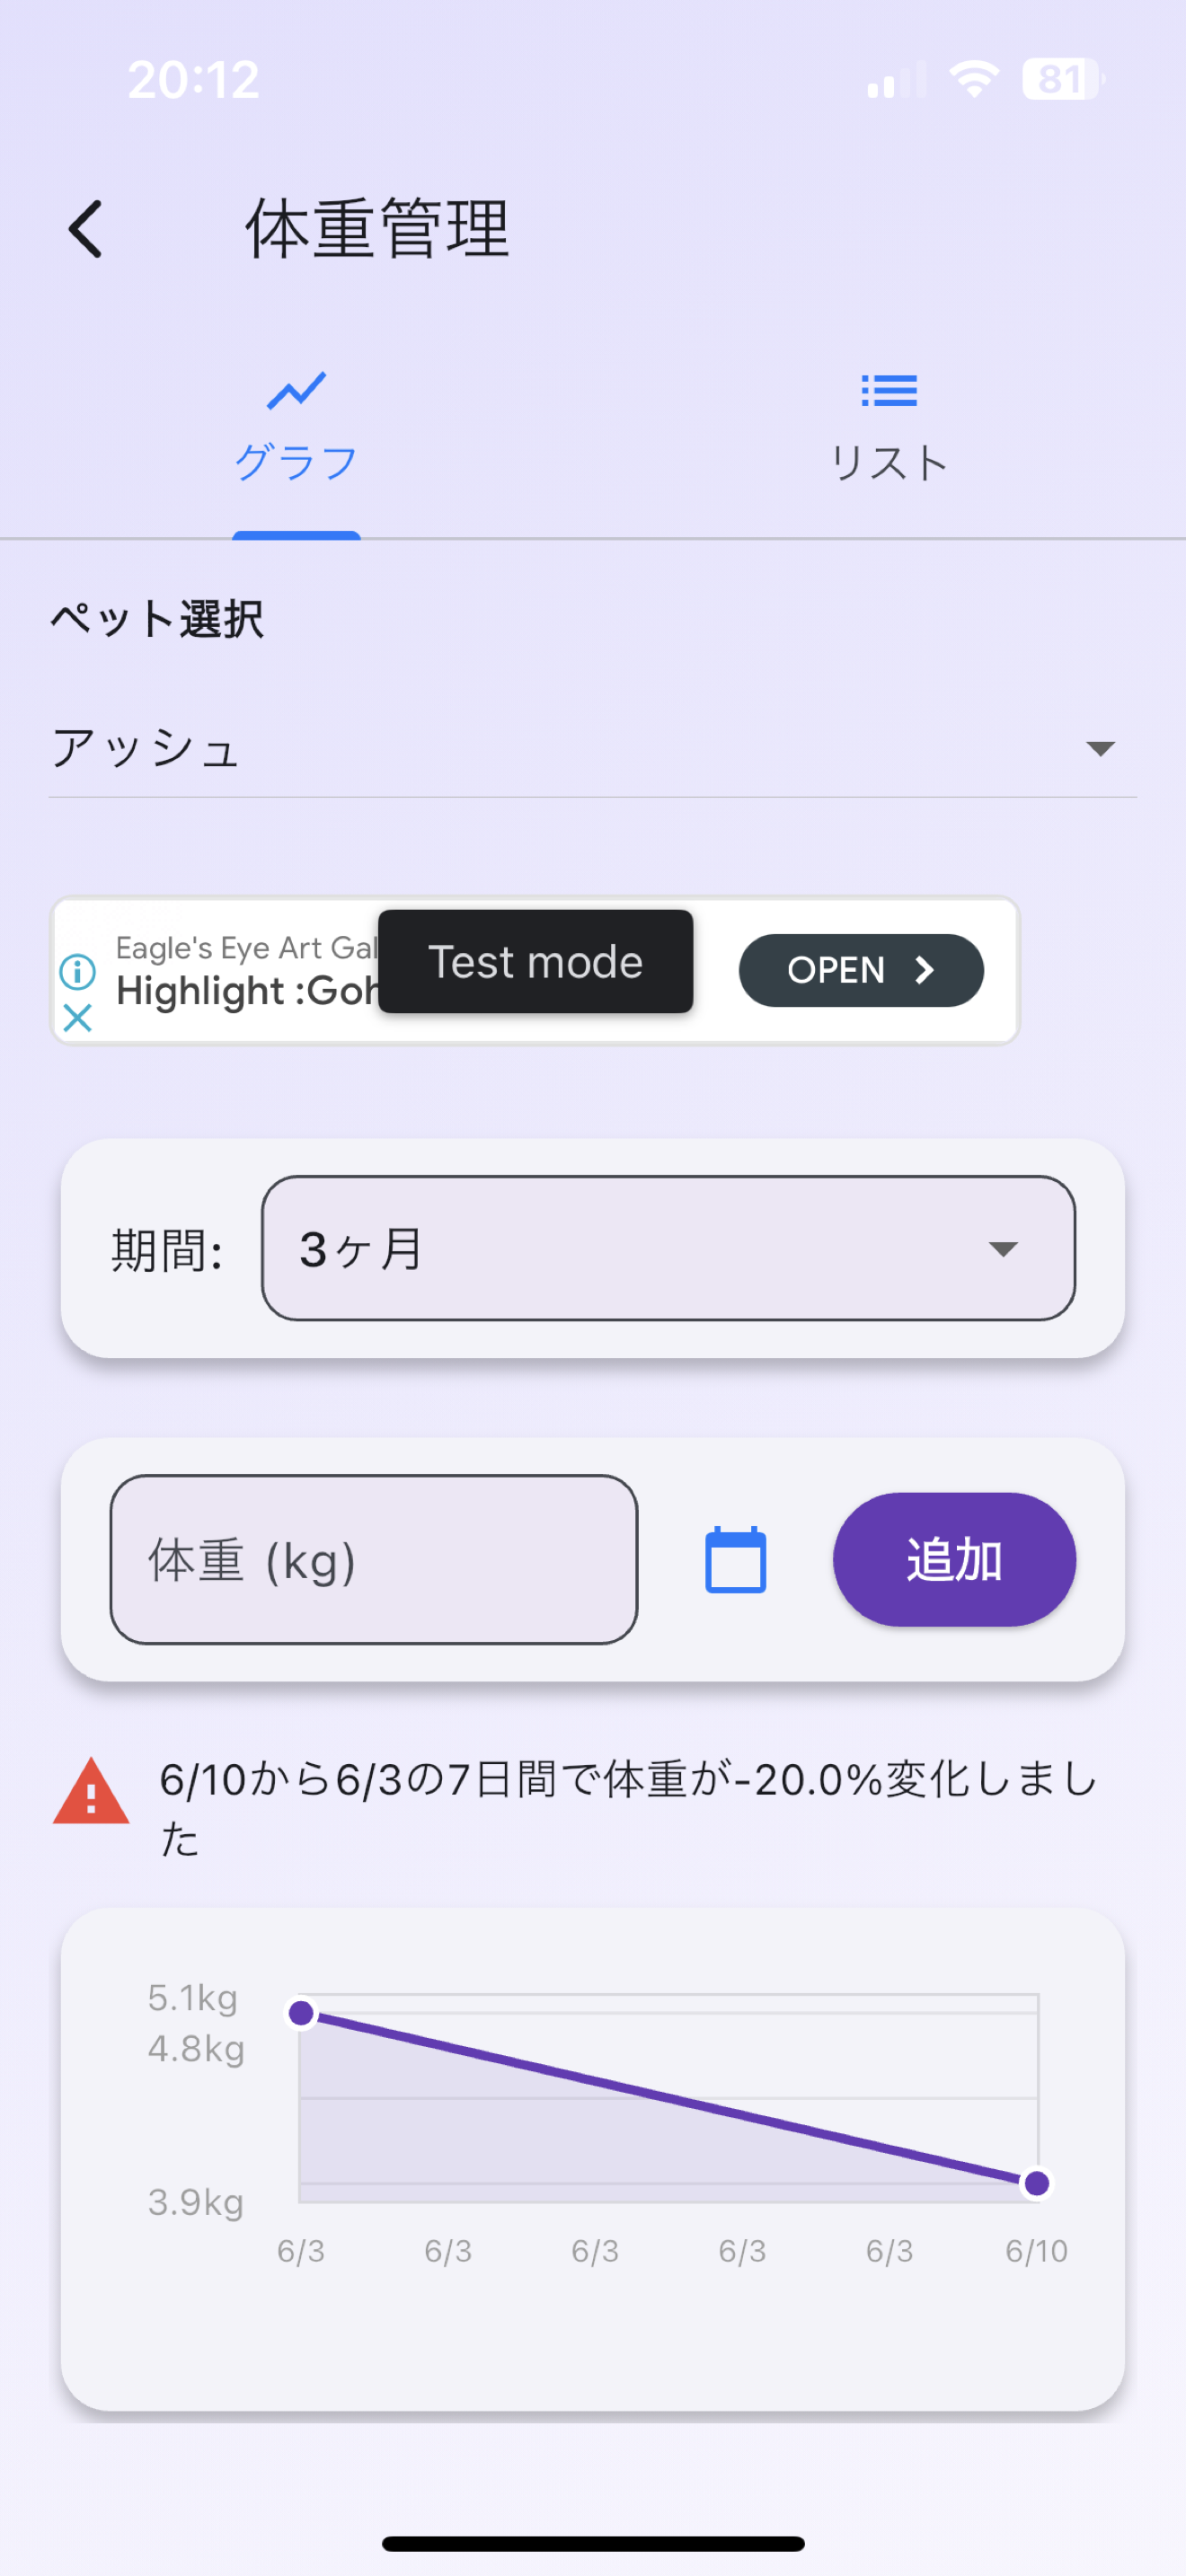 20:12
81
体重管理
グラフ
リスト
ペット選択
アッシュ
Eagle's Eye Art Gal
Highlight :Goh
Test mode
OPEN
期間:
3ヶ月
体重 (kg)
追加
6/10から6/3の7日間で体重が-20.0%変化しまし
た
5.1kg
4.8kg
3.9kg
6/3 6/3 6/3 6/3 6/3 6/10